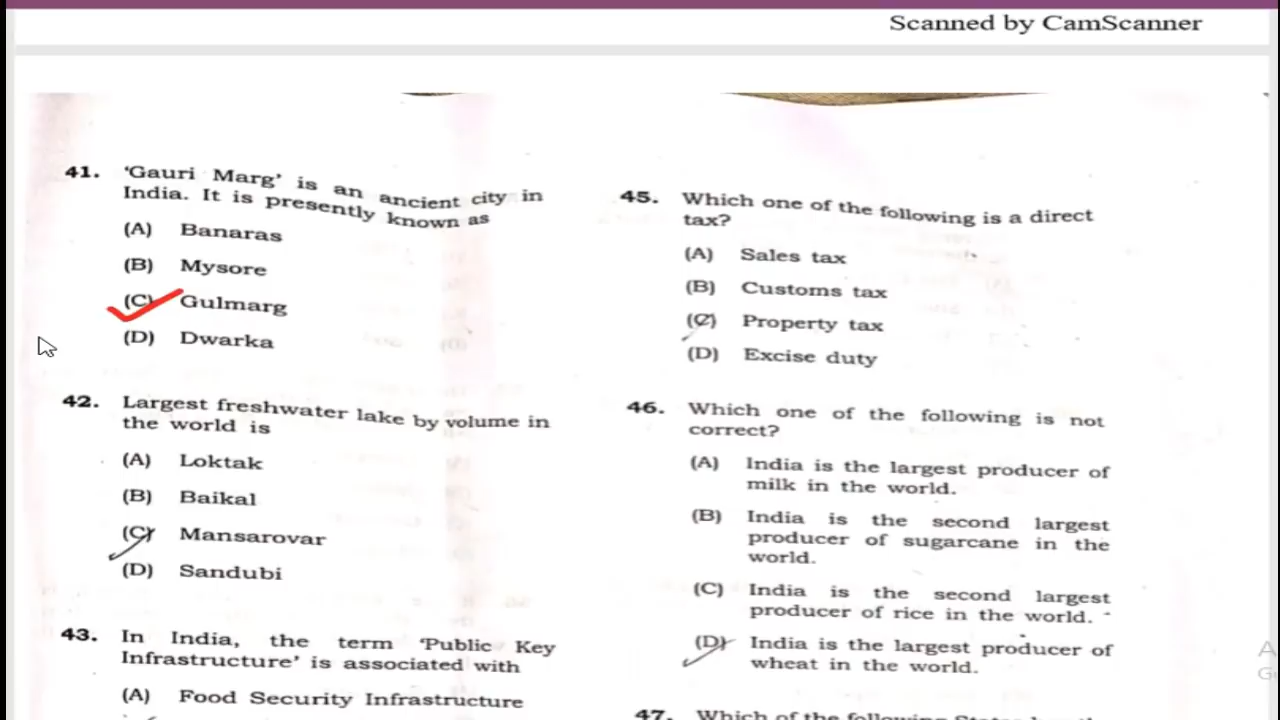 Scanned by CamScanner
41. 'Gauri Marg' is an ancient city in
India. It is presently known as
(A) Banaras
(B) Mysore
(C) Gulmarg
(D) Dwarka
42. Largest freshwater lake by volume in
the world is
(A) Loktak
(B) Baikal
(C) Mansarovar
(D) Sandubi
43. In India, the term 'Public Key
Infrastructure' is associated with
(A) Food Security Infrastructure
45. Which one of the following is a direct
tax?
(A) Sales tax
(B) Customs tax
(C) Property tax
(D) Excise duty
46. Which one of the following is not
correct?
(A) India is the largest producer of
milk in the world.
(B) India is the second largest
producer of sugarcane in the
world.
(C) India is the second largest
producer of rice in the world.
(D) India is the largest producer of
wheat in the world.
47. Which of the following States